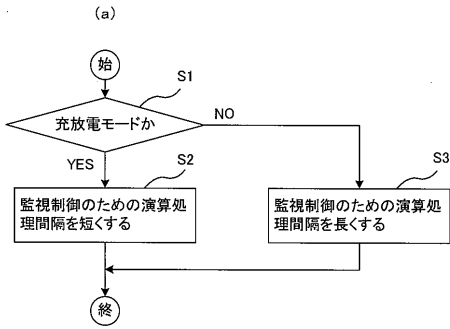 (a)
始
S1
充放電モードか
NO
YES
S2
S3
監視制御のための演算処
理間隔を短くする
監視制御のための演算処
理間隔を長くする
終